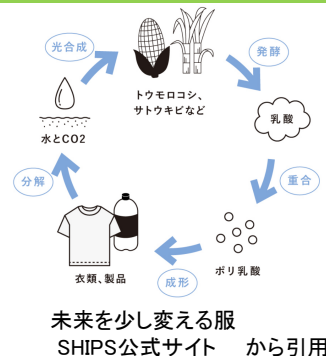 光合成
発酵
トウモロコシ、
サトウキビなど
水とCO2
乳酸
分解
重合
衣類、製品
成形
ポリ乳酸
未来を少し変える服
SHIPS公式サイト から引用